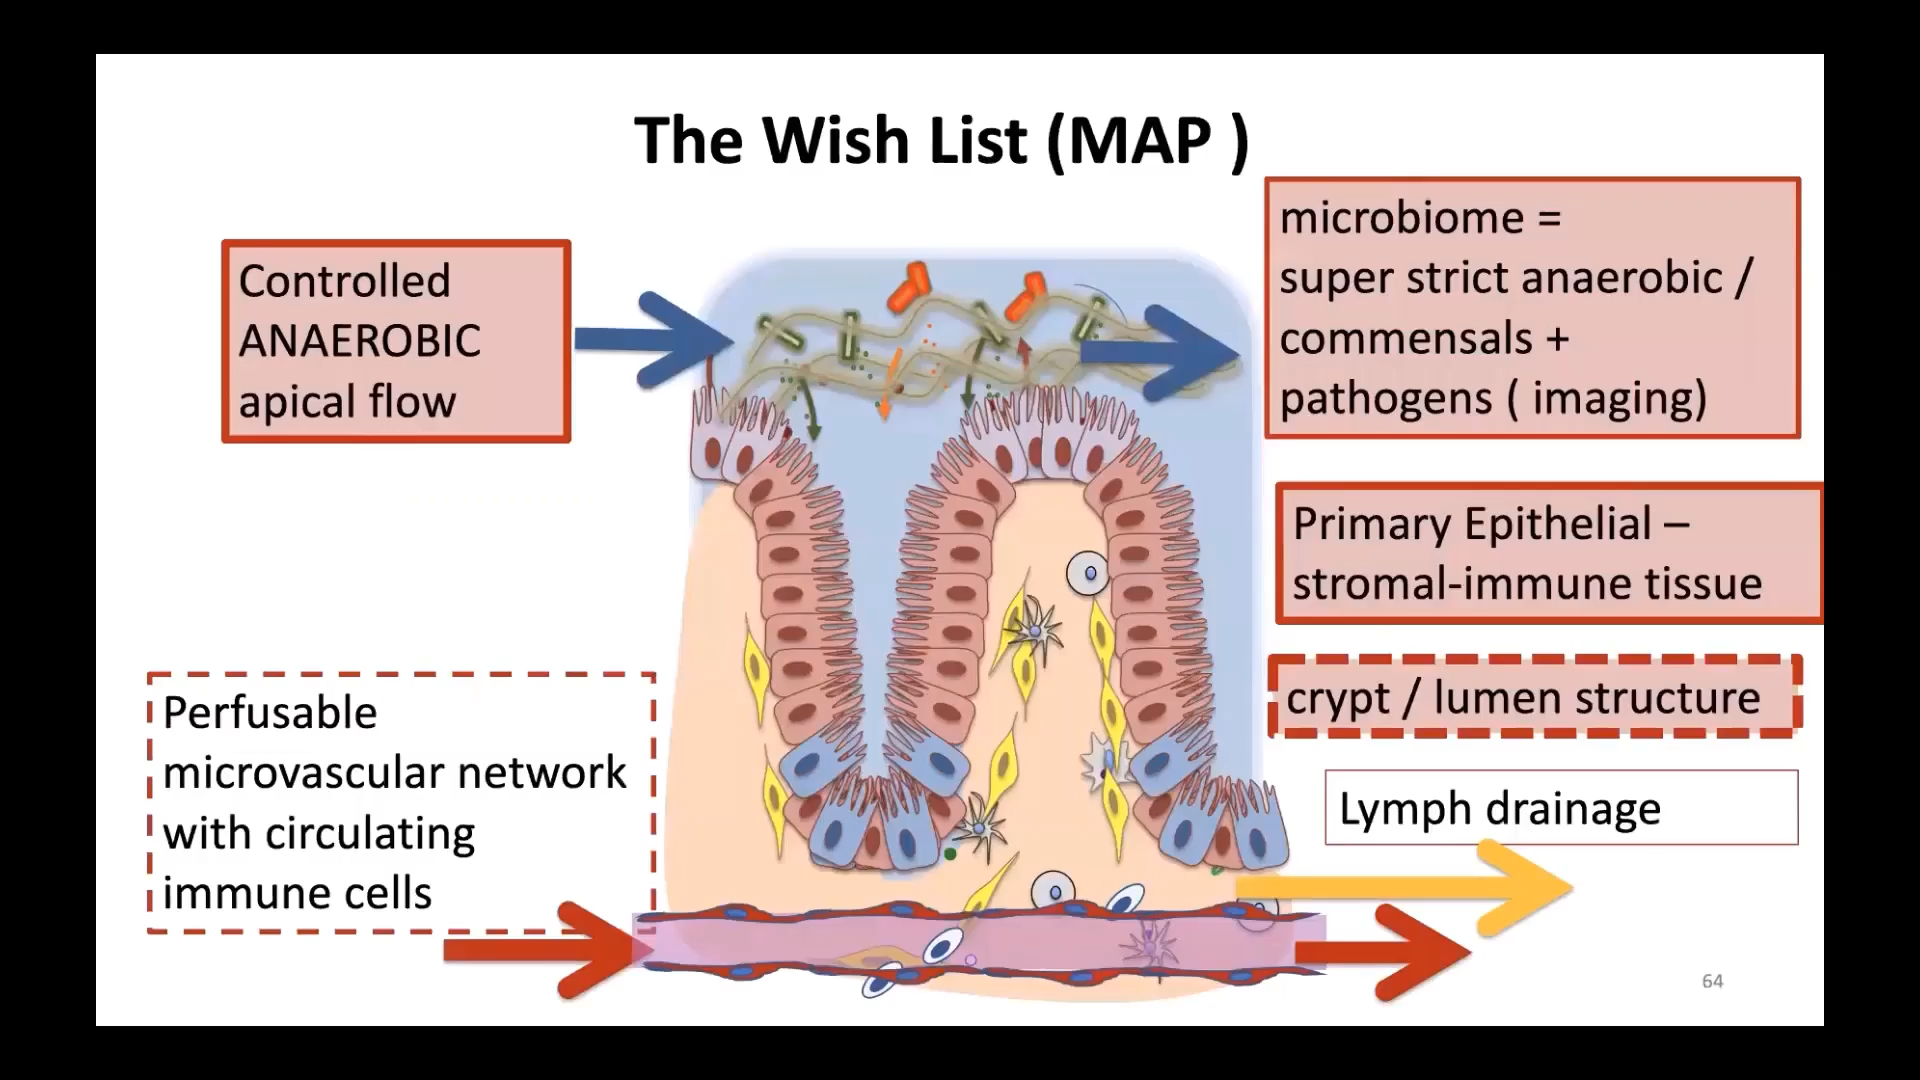 The Wish List (MAP )
Controlled
ANAEROBIC
apical flow
microbiome =
super strict anaerobic /
commensals +
pathogens ( imaging)
Primary Epithelial –
stromal-immune tissue
crypt / lumen structure
Perfusable
microvascular network
with circulating
immune cells
Lymph drainage
64